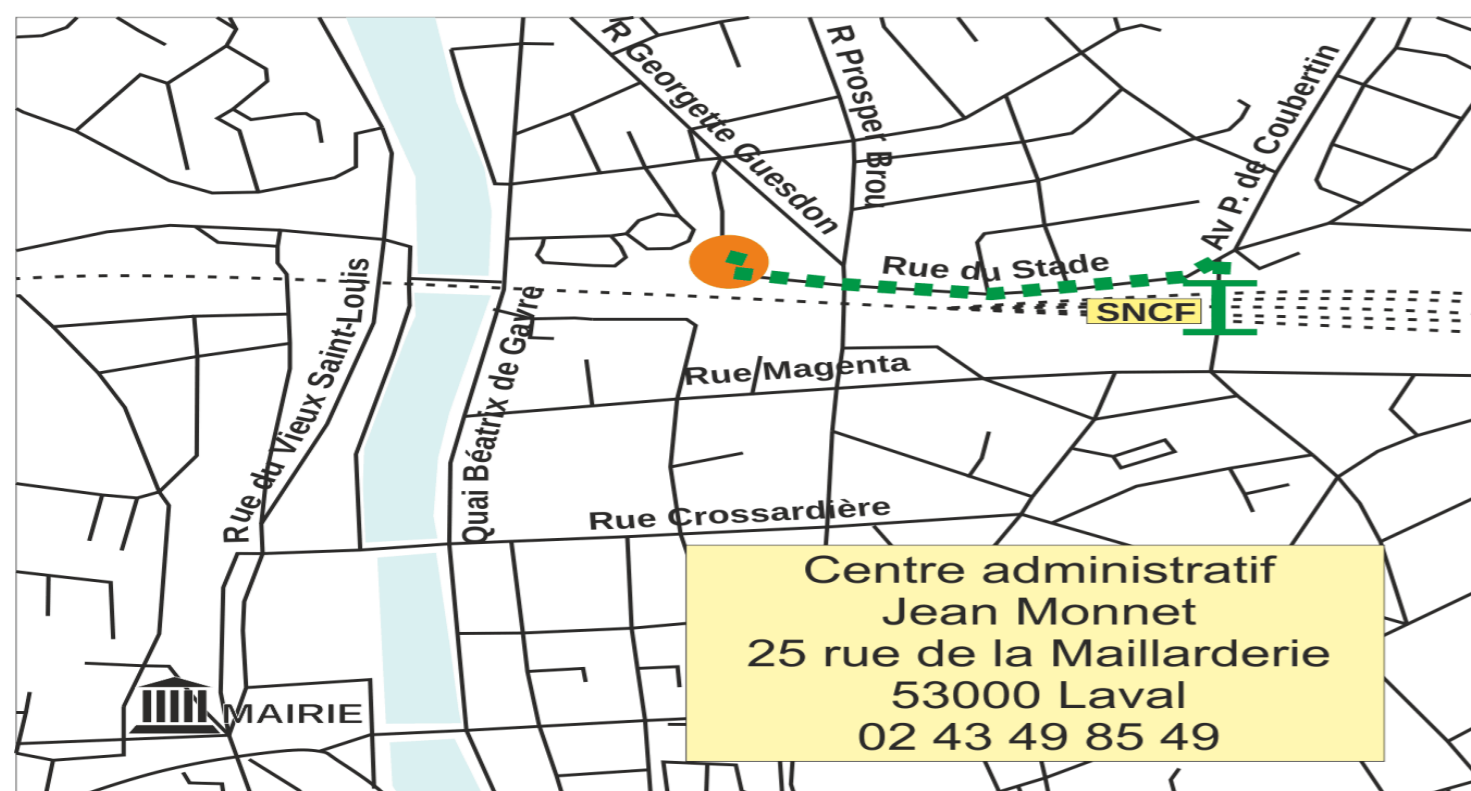 R Georgette Guesdon
R Prosper Brou
Av P. de Coubertin
Rue du Stade
SNCF
Rue du Vieux Saint-Louis
Quai Béatrix de Gavre
Rue Magenta
Rue Crossardière
MAIRIE
Centre administratif
Jean Monnet
25 rue de la Maillarderie
53000 Laval
02 43 49 85 49